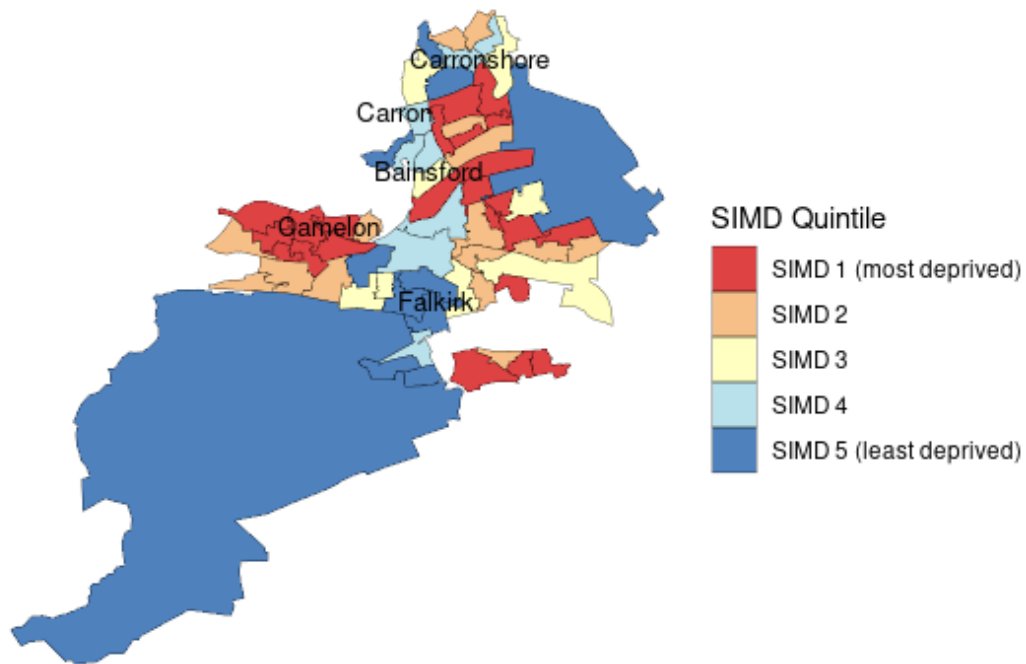 Carronshore
Carron
Bainsford
Camelon
Falkirk
SIMD Quintile
SIMD 1 (most deprived)
SIMD 2
SIMD 3
SIMD 4
SIMD 5 (least deprived)